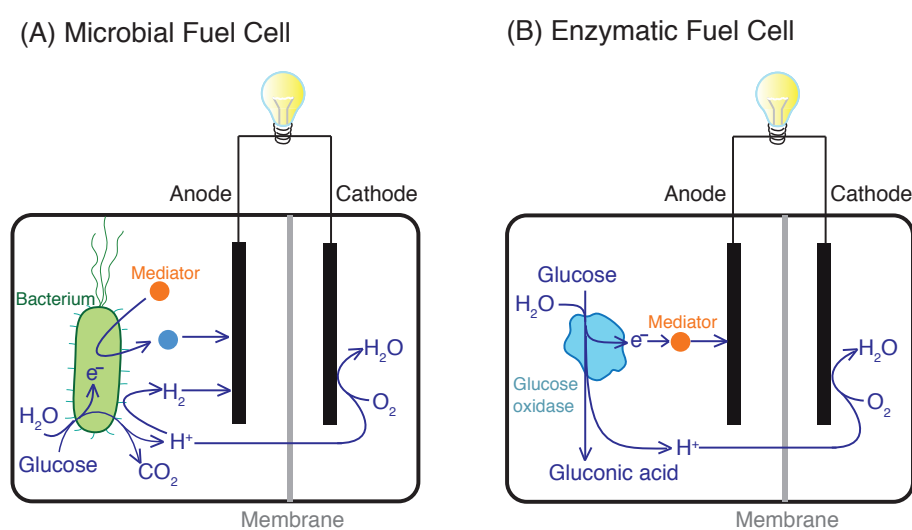 (A) Microbial Fuel Cell
Anode
Cathode
Mediator
Bacterium
e⁻
H₂O
Glucose
H₂
H⁺
CO₂
H₂O
O₂
Membrane
(B) Enzymatic Fuel Cell
Anode
Cathode
Glucose
H₂O
Mediator
e⁻
Glucose
oxidase
H⁺
Gluconic acid
H₂O
O₂
Membrane